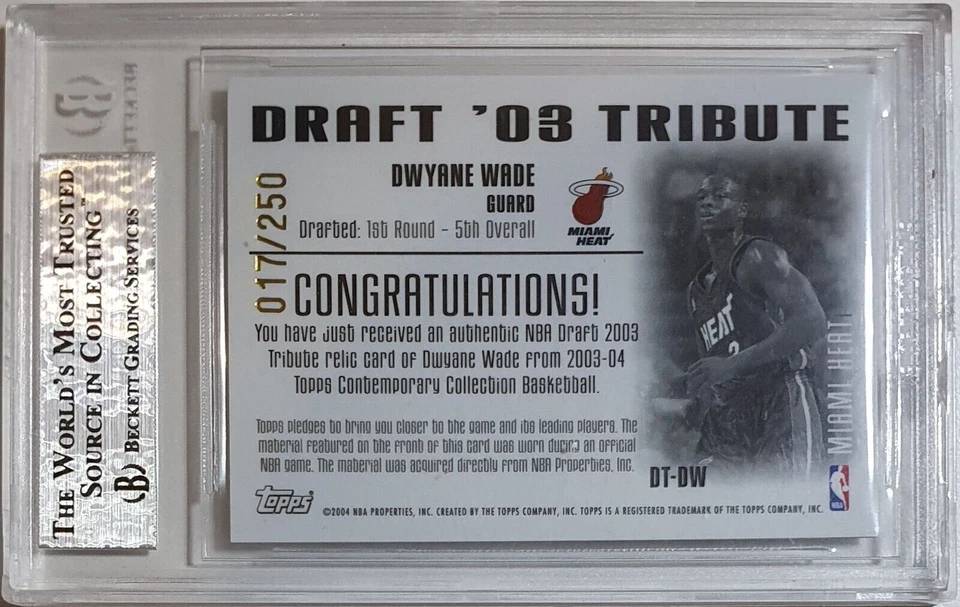 THE WORLD'S MOST TRUSTED
SOURCE IN COLLECTING™
B BECKETT GRADING SERVICES
DRAFT '03 TRIBUTE
DWYANE WADE
GUARD
Drafted: 1st Round - 5th Overall
MIAMI
HEAT
017/250
CONGRATULATIONS!
You have just received an authentic NBA Draft 2003
Tribute relic card of Dwyane Wade from 2003-04
Topps Contemporary Collection Basketball.
Topps pledges to bring you closer to the game and its leading players. The
material featured on the front of this card was worn during an official
NBA game. The material was acquired directly from NBA Properties, Inc.
HEAT
3
MIAMI HEAT
DT-DW
NBA
topps
©2004 NBA PROPERTIES, INC. CREATED BY THE TOPPS COMPANY, INC. TOPPS IS A REGISTERED TRADEMARK OF THE TOPPS COMPANY, INC.